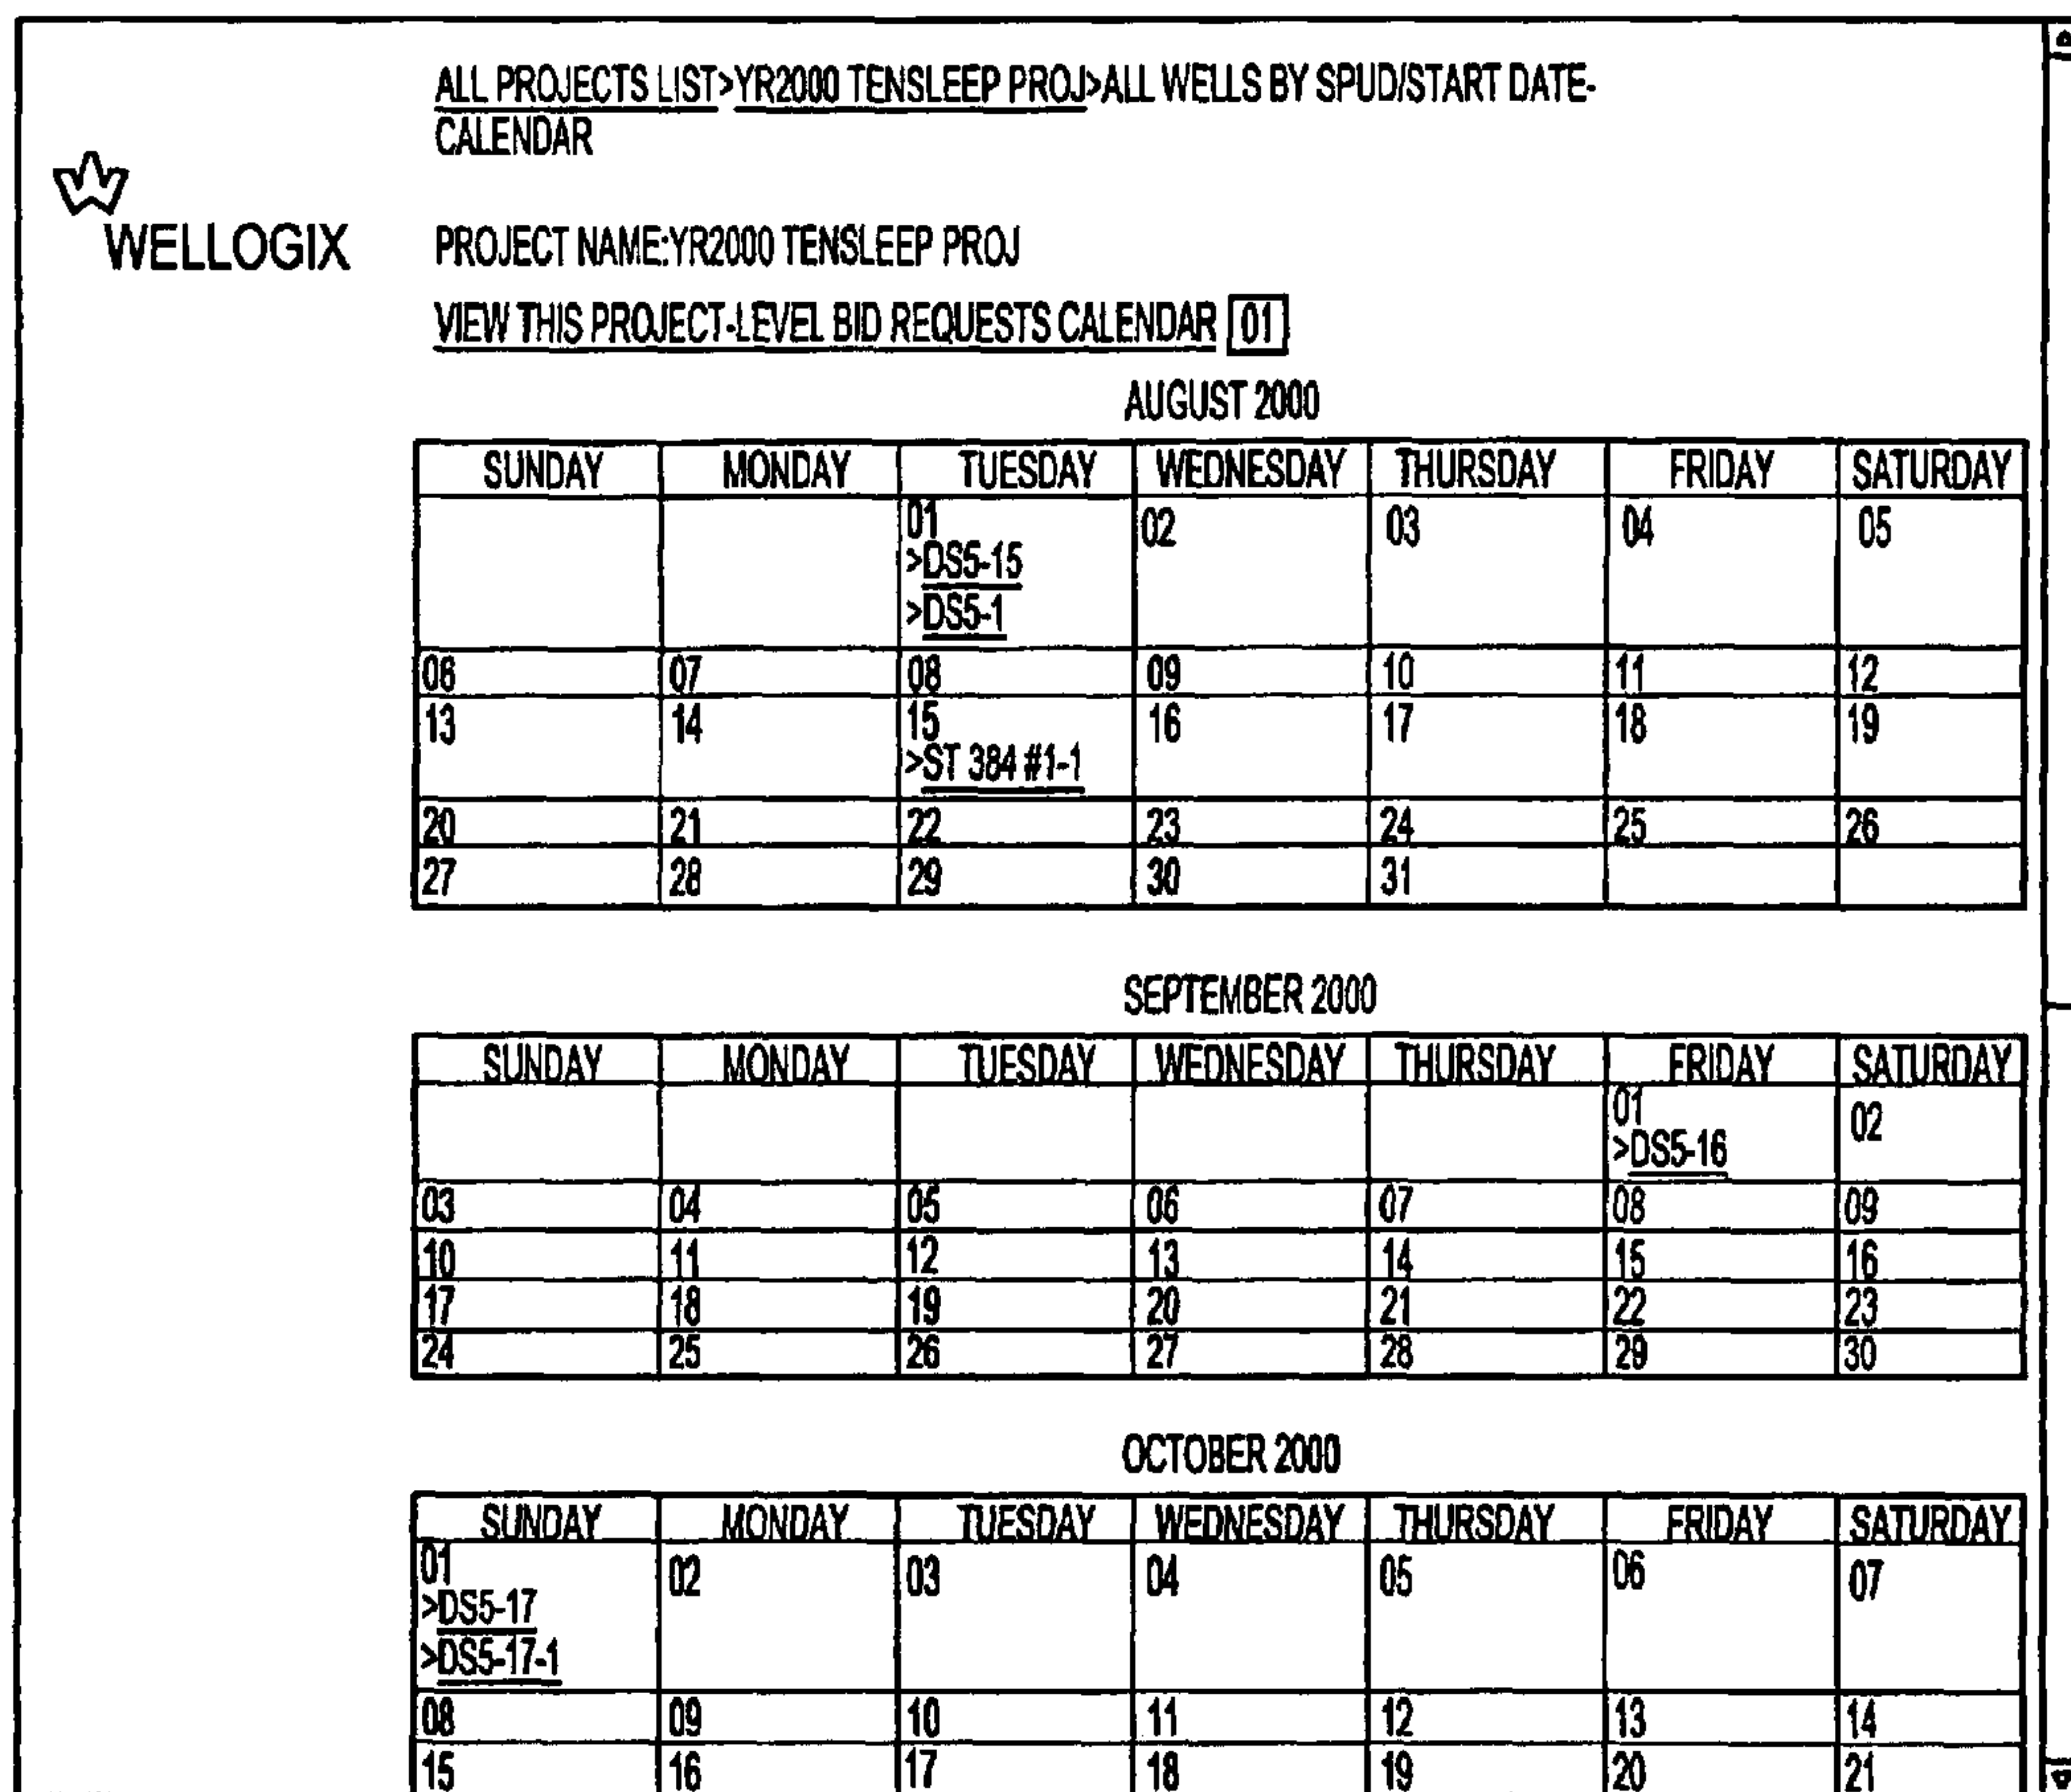 ALL PROJECTS LIST>YR2000 TENSLEEP PROJ>ALL WELLS BY SPUD/START DATE-
CALENDAR
WELLOGIX
PROJECT NAME:YR2000 TENSLEEP PROJ
VIEW THIS PROJECT-LEVEL BID REQUESTS CALENDAR 01
AUGUST 2000
SUNDAY MONDAY TUESDAY WEDNESDAY THURSDAY FRIDAY SATURDAY
01 02 03 04 05
>DS5-15
>DS5-1
06 07 08 09 10 11 12
13 14 15 16 17 18 19
>ST 384 #1-1
20 21 22 23 24 25 26
27 28 29 30 31
SEPTEMBER 2000
SUNDAY MONDAY TUESDAY WEDNESDAY THURSDAY FRIDAY SATURDAY
01 02
>DS5-16
03 04 05 06 07 08 09
10 11 12 13 14 15 16
17 18 19 20 21 22 23
24 25 26 27 28 29 30
OCTOBER 2000
SUNDAY MONDAY TUESDAY WEDNESDAY THURSDAY FRIDAY SATURDAY
01 02 03 04 05 06 07
>DS5-17
>DS5-17-1
08 09 10 11 12 13 14
15 16 17 18 19 20 21